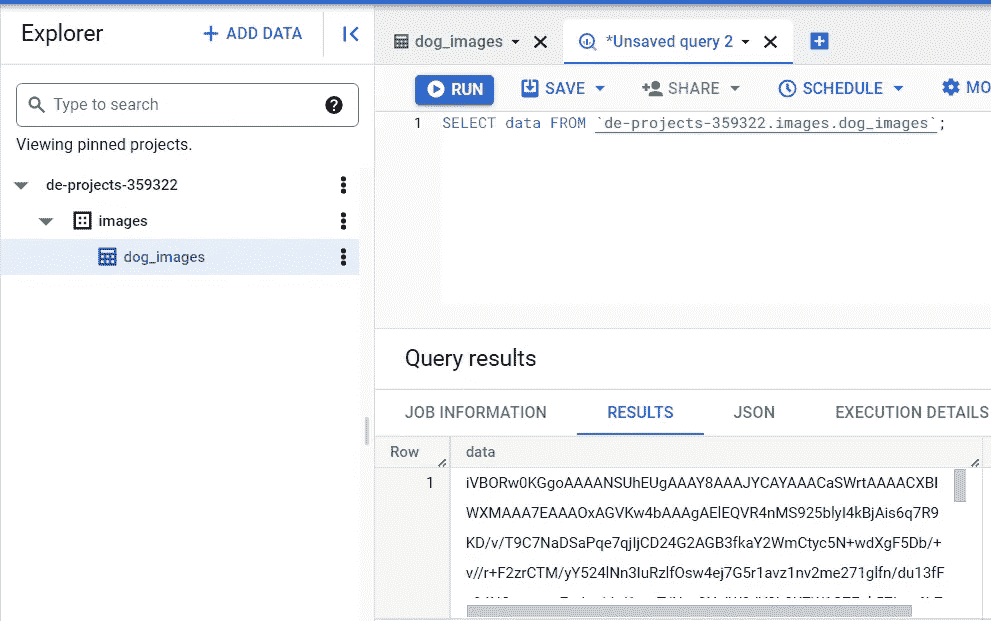 Explorer
+ ADD DATA
Type to search
Viewing pinned projects.
de-projects-359322
images
dog_images
dog_images
*Unsaved query 2
RUN
SAVE
SHARE
SCHEDULE
MO
1 SELECT data FROM `de-projects-359322.images.dog_images`;
Query results
JOB INFORMATION
RESULTS
JSON
EXECUTION DETAILS
Row
data
1
iVBORw0KGgoAAAANSUhEUgAAAY8AAAJYCAYAAACaSWrtAAAACXBI
WXMAAA7EAAAOxAGVKw4bAAAgAElEQVR4nMS925blyI4kBjAis6q7R9
KD/v/T9C7NaDSaPqe7qjIjCD24G2AGB3fkaY2WmCtyc5N+wdXgF5Db/+
v//r+F2zrCTM/yY524lNn3IuRzlfOsw4ej7G5r1avz1nv2me271glfn/du13fF